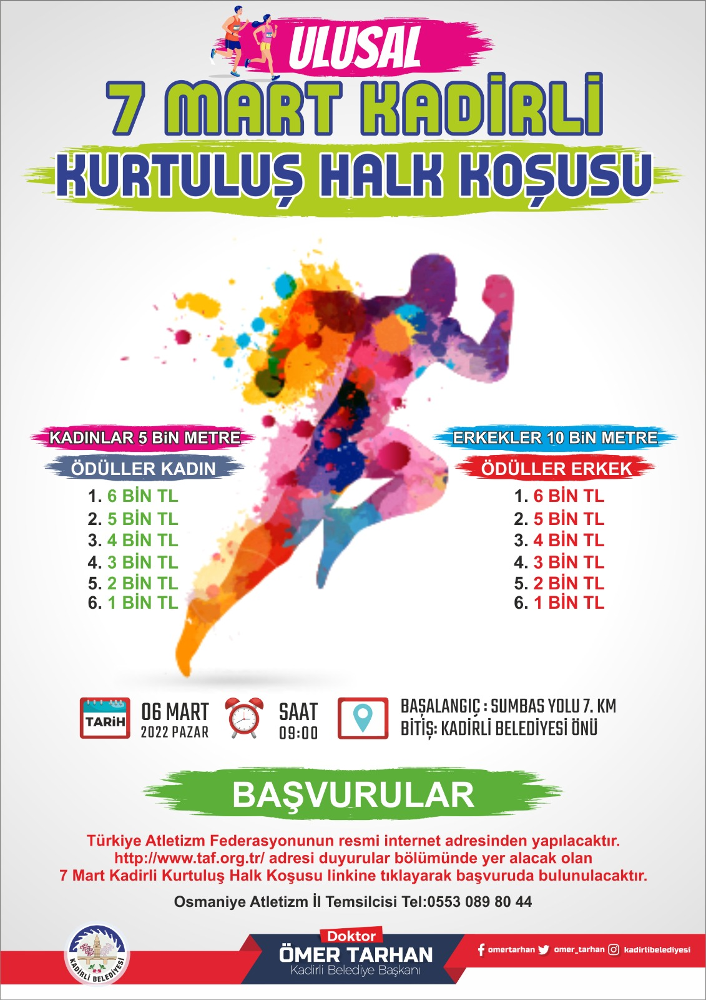 ULUSAL
7 MART KADİRLİ
KURTULUŞ HALK KOŞUSU
KADINLAR 5 BiN METRE
ÖDÜLLER KADIN
1. 6 BİN TL
2. 5 BİN TL
3. 4 BİN TL
4. 3 BİN TL
5. 2 BİN TL
6. 1 BİN TL
ERKEKLER 10 BiN METRE
ÖDÜLLER ERKEK
1. 6 BİN TL
2. 5 BİN TL
3. 4 BİN TL
4. 3 BİN TL
5. 2 BİN TL
6. 1 BİN TL
TARiH
06 MART
2022 PAZAR
SAAT
09:00
BAŞALANGIÇ : SUMBAS YOLU 7. KM
BİTİŞ: KADİRLİ BELEDİYESİ ÖNÜ
BAŞVURULAR
Türkiye Atletizm Federasyonunun resmi internet adresinden yapılacaktır.
http://www.taf.org.tr/ adresi duyurular bölümünde yer alacak olan
7 Mart Kadirli Kurtuluş Halk Koşusu linkine tıklayarak başvuruda bulunulacaktır.
Osmaniye Atletizm İl Temsilcisi Tel:0553 089 80 44
KADİRLİ BELEDİYESİ
Doktor
ÖMER TARHAN
Kadirli Belediye Başkanı
omertarhan omer_tarhan kadirlibelediyesi